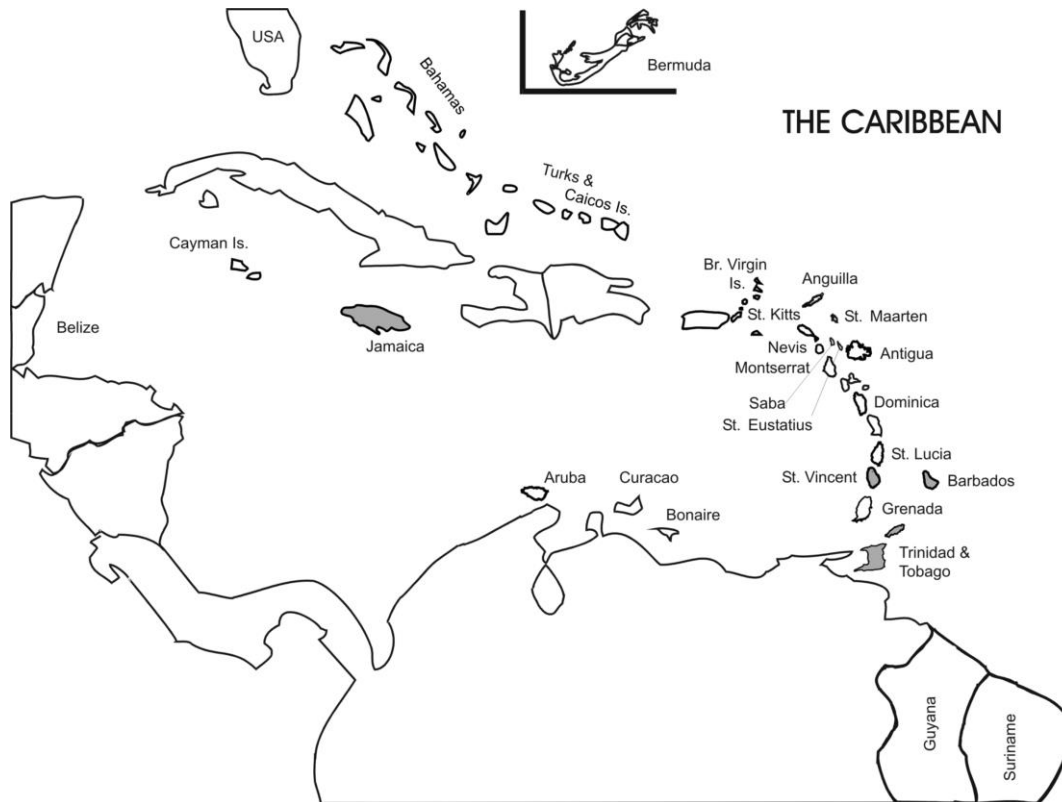 USA
Bahamas
Bermuda
THE CARIBBEAN
Turks &
Caicos Is.
Cayman Is.
Br. Virgin
Is.
Anguilla
St. Kitts
St. Maarten
Belize
Jamaica
Nevis
Antigua
Montserrat
Saba
Dominica
St. Eustatius
St. Lucia
Aruba
Curacao
St. Vincent
Barbados
Bonaire
Grenada
Trinidad &
Tobago
Guyana
Suriname